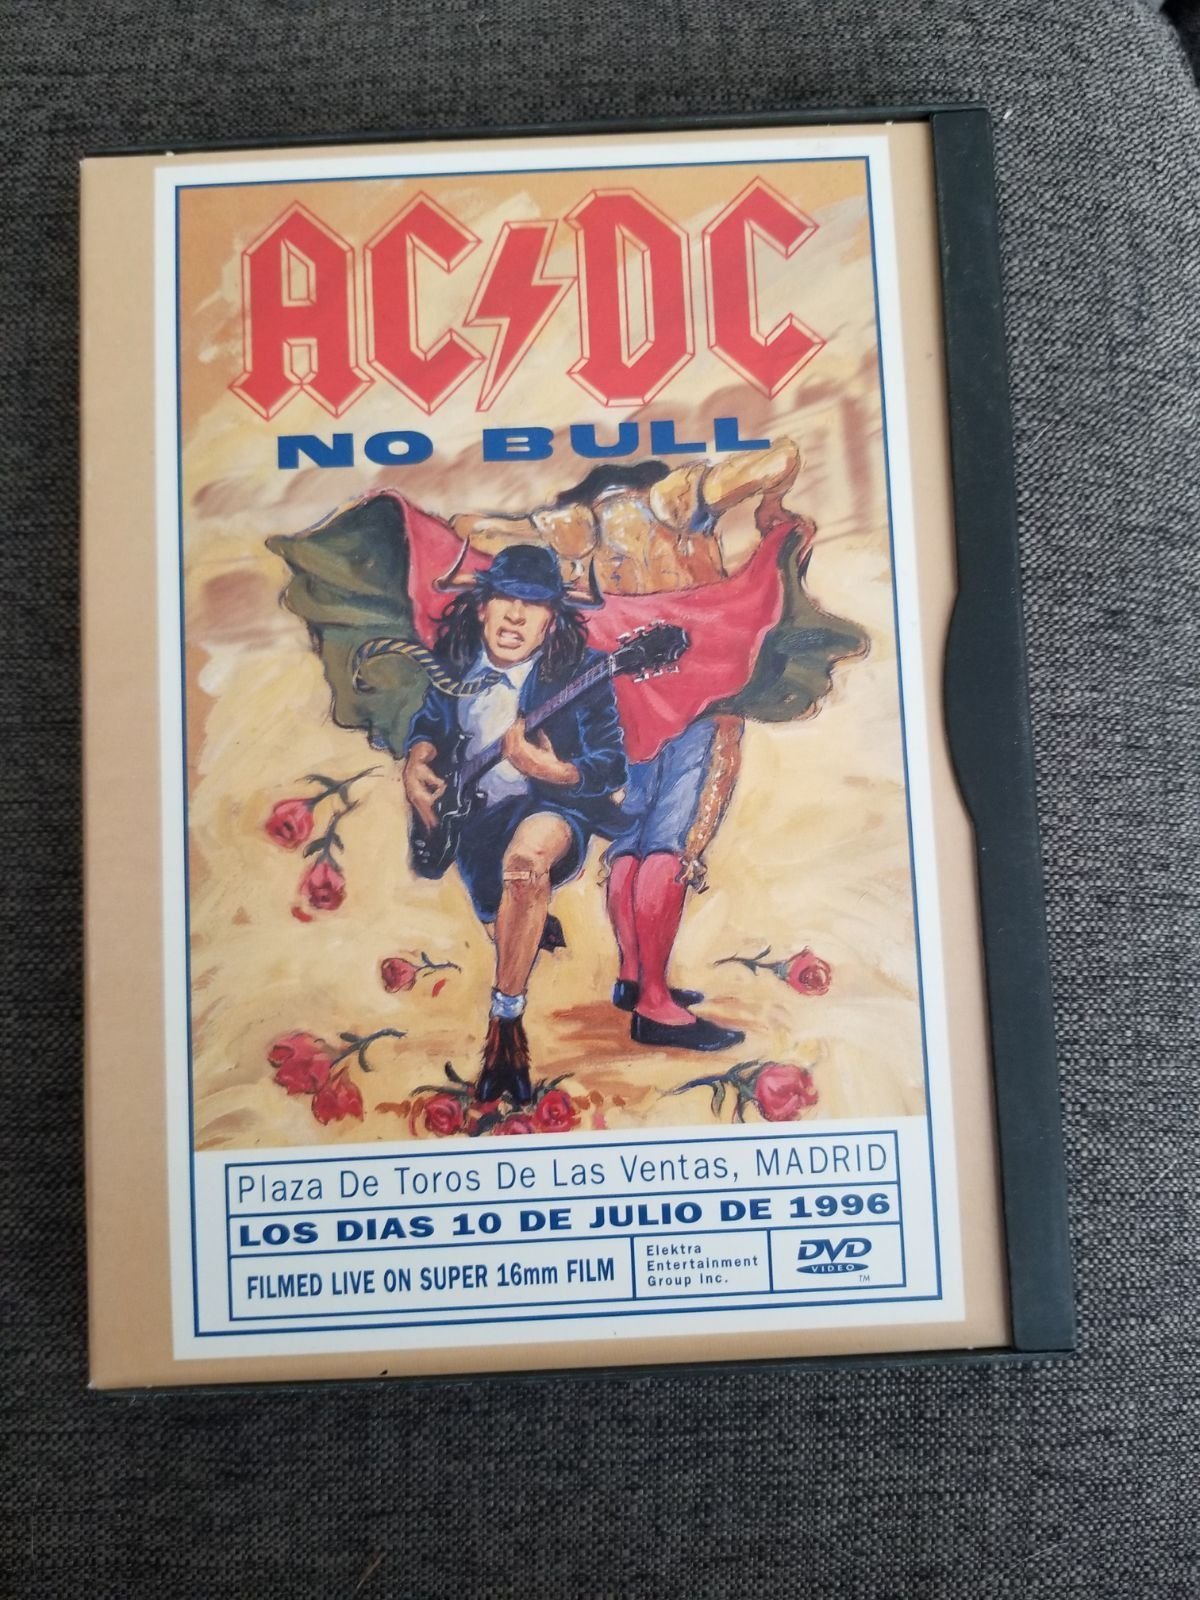 AC/DC
NO BULL
Plaza De Toros De Las Ventas, MADRID
LOS DIAS 10 DE JULIO DE 1996
FILMED LIVE ON SUPER 16mm FILM
Elektra
Entertainment
Group Inc.
DVD
VIDEO
TM